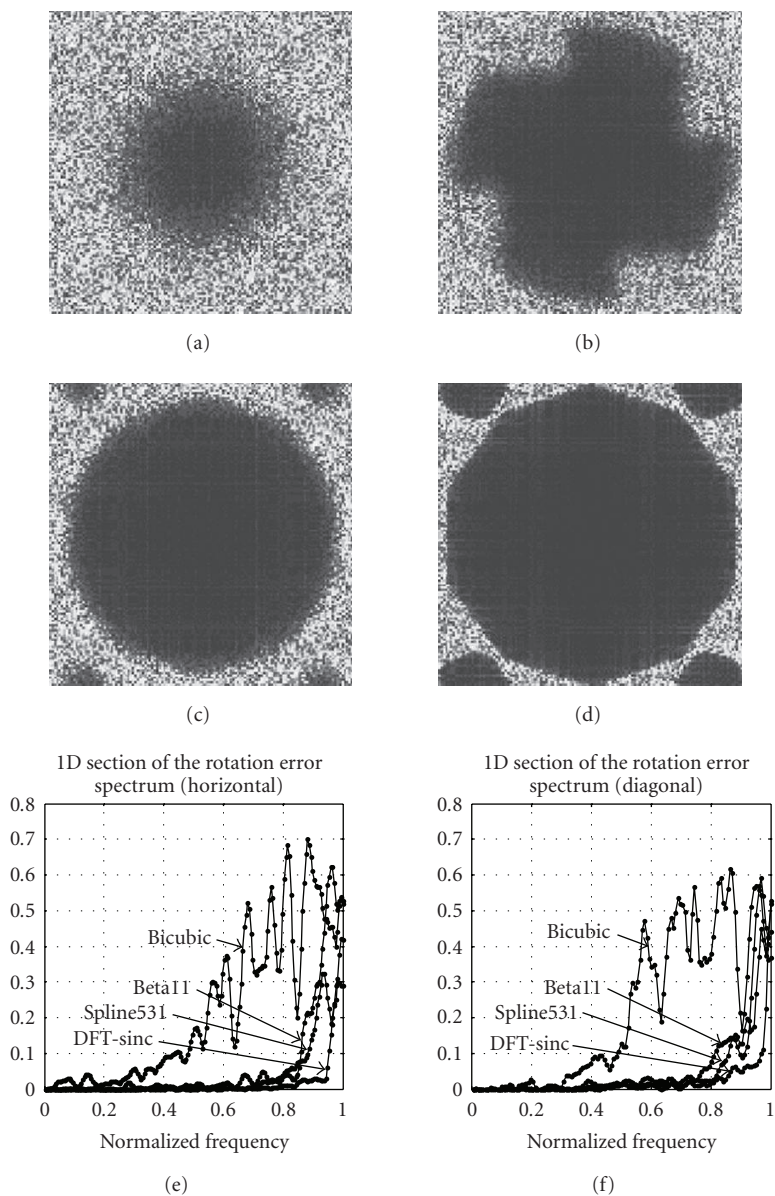 (a)
(b)
(c)
(d)
1D section of the rotation error
spectrum (horizontal)
0.8
0.7
0.6
0.5
0.4
0.3
0.2
0.1
0
Bicubic
Beta11
Spline531
DFT-sinc
0 0.2 0.4 0.6 0.8 1
Normalized frequency
(e)
1D section of the rotation error
spectrum (diagonal)
0.8
0.7
0.6
0.5
0.4
0.3
0.2
0.1
0
Bicubic
Beta11
Spline531
DFT-sinc
0 0.2 0.4 0.6 0.8 1
Normalized frequency
(f)